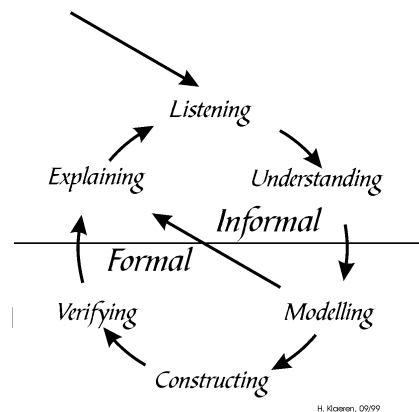 Listening
Explaining
Understanding
Informal
Formal
Verifying
Modelling
Constructing
H. Klaeren, 09/99